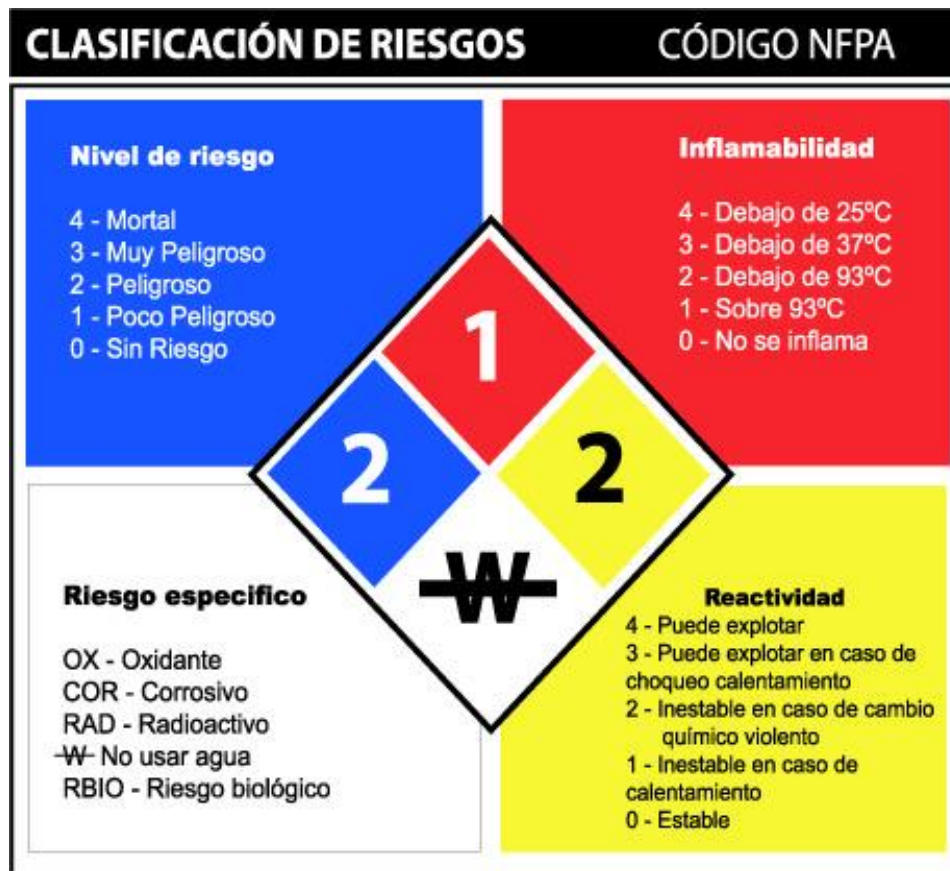 CLASIFICACIÓN DE RIESGOS CÓDIGO NFPA
Nivel de riesgo
4 - Mortal
3 - Muy Peligroso
2 - Peligroso
1 - Poco Peligroso
0 - Sin Riesgo
Inflamabilidad
4 - Debajo de 25ºC
3 - Debajo de 37ºC
2 - Debajo de 93ºC
1 - Sobre 93ºC
0 - No se inflama
1
2
2
W
Riesgo especifico
OX - Oxidante
COR - Corrosivo
RAD - Radioactivo
W No usar agua
RBIO - Riesgo biológico
Reactividad
4 - Puede explotar
3 - Puede explotar en caso de
choqueo calentamiento
2 - Inestable en caso de cambio
químico violento
1 - Inestable en caso de
calentamiento
0 - Estable